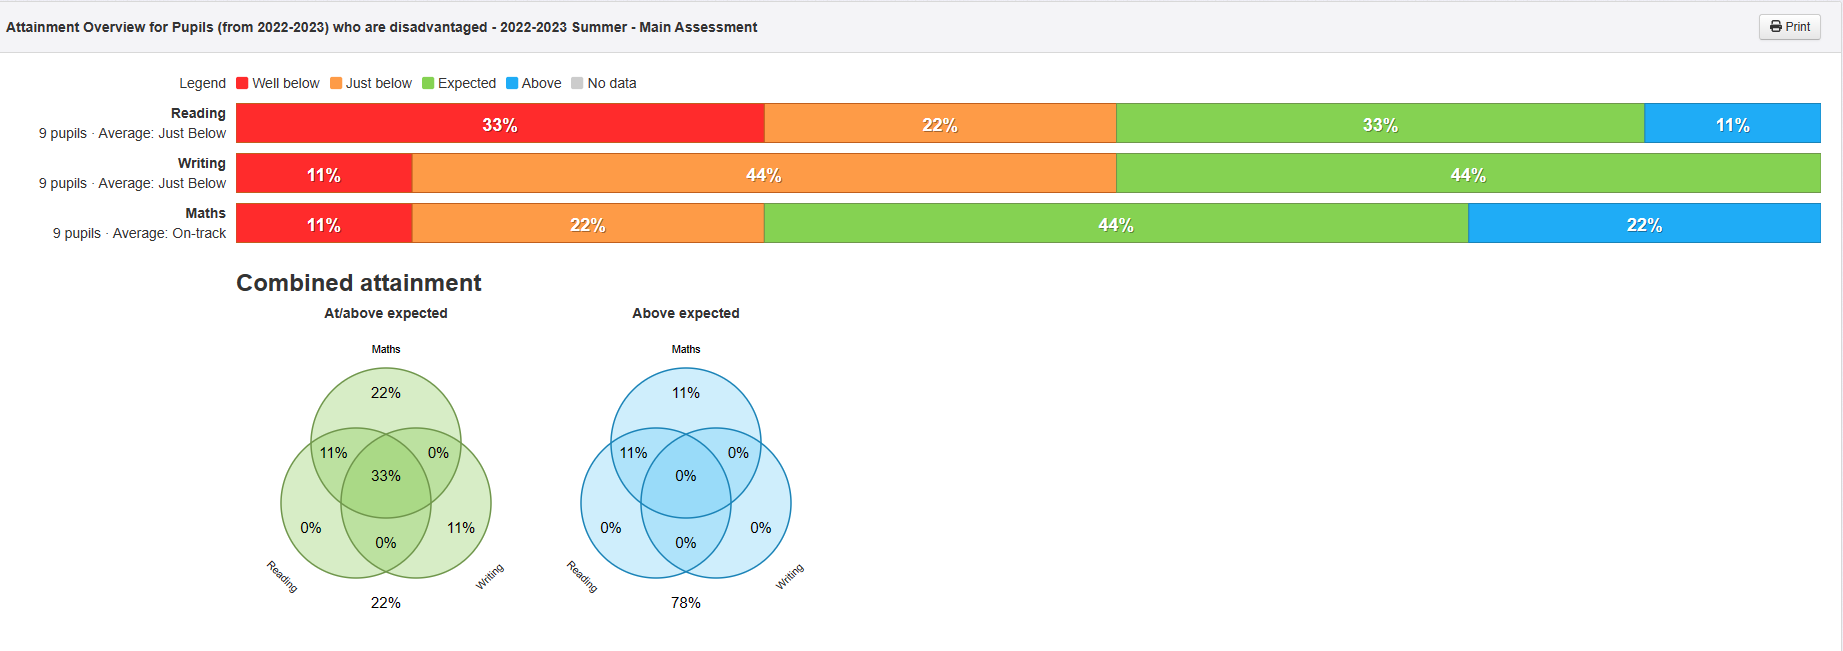 Attainment Overview for Pupils (from 2022-2023) who are disadvantaged - 2022-2023 Summer - Main Assessment
Print
Legend Well below Just below Expected Above No data
Reading
9 pupils · Average: Just Below
33% 22% 33% 11%
Writing
9 pupils · Average: Just Below
11% 44% 44%
Maths
9 pupils · Average: On-track
11% 22% 44% 22%
Combined attainment
At/above expected
Maths
22%
11% 0%
33%
0% 11%
0%
Reading Writing
22%
Above expected
Maths
11%
11% 0%
0%
0% 0%
0%
Reading Writing
78%